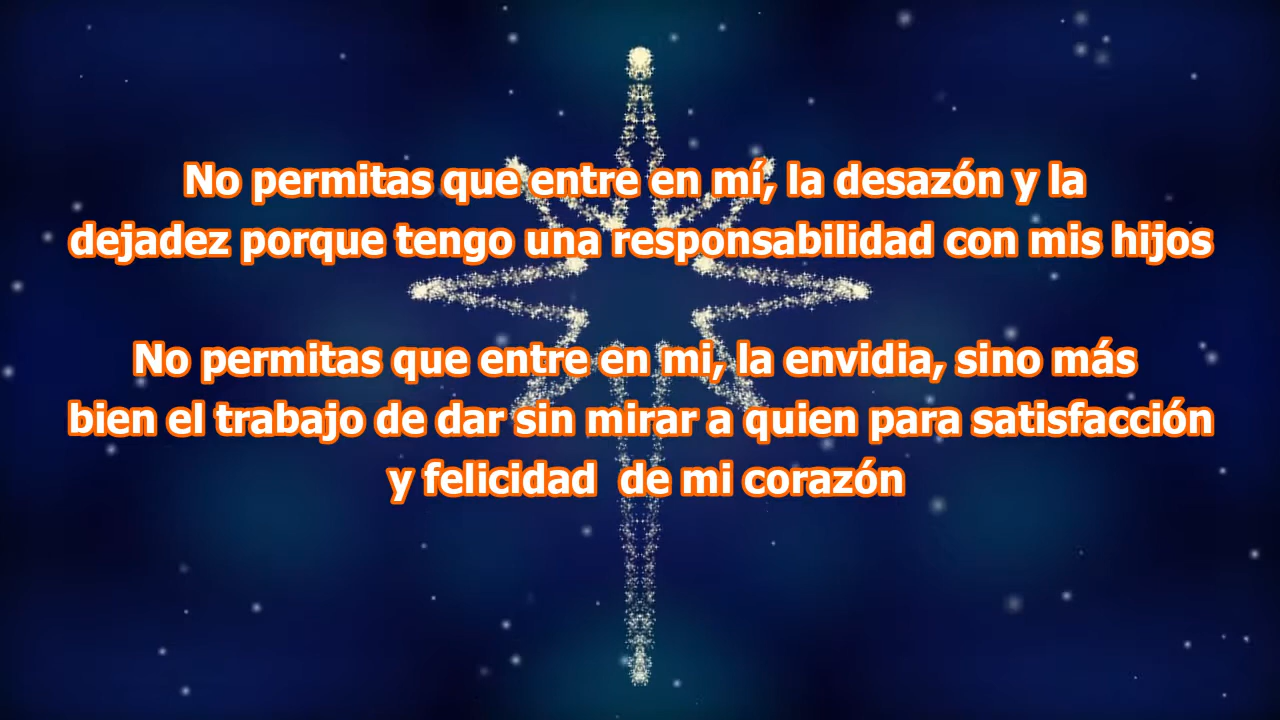 No permitas que entre en mí, la desazón y la
dejadez porque tengo una responsabilidad con mis hijos
No permitas que entre en mi, la envidia, sino más
bien el trabajo de dar sin mirar a quien para satisfacción
y felicidad  de mi corazón